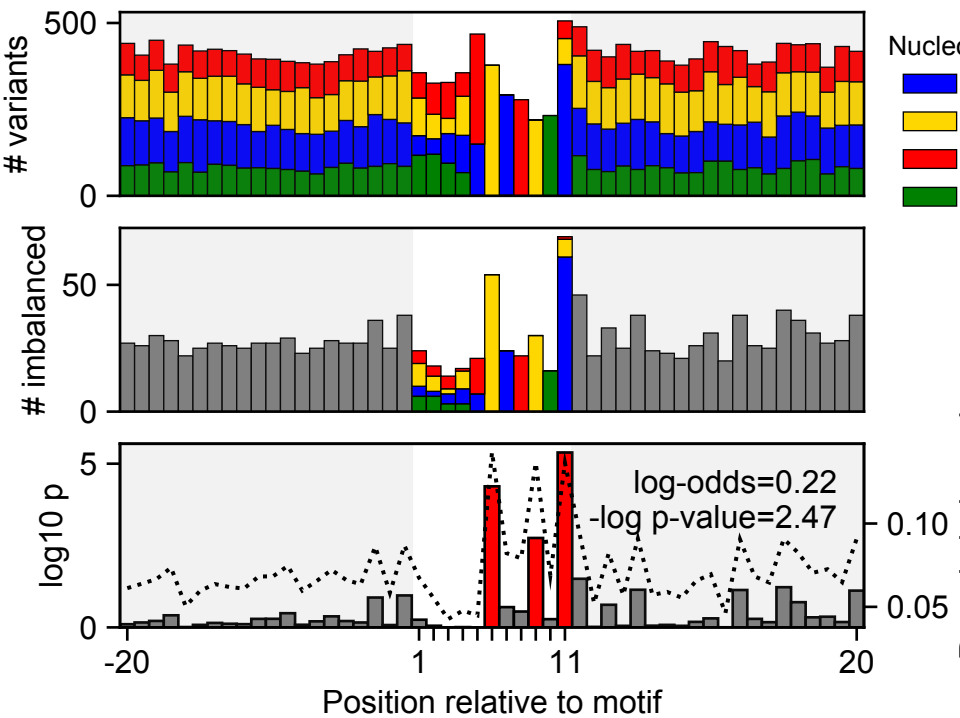 500
0
# variants
50
0
# imbalanced
5
0
log10 p
log-odds=0.22
-log p-value=2.47
0.10
0.05
-20
1
11
20
Position relative to motif